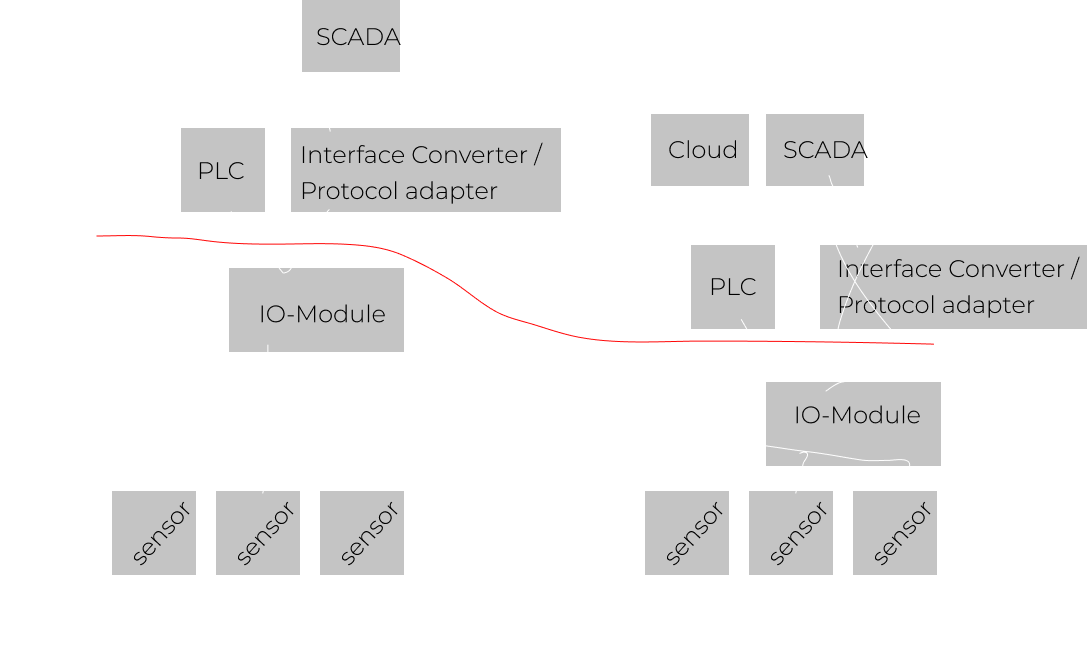 SCADA
PLC
Interface Converter /
Protocol adapter
IO-Module
sensor
sensor
sensor
Cloud
SCADA
PLC
Interface Converter /
Protocol adapter
IO-Module
sensor
sensor
sensor